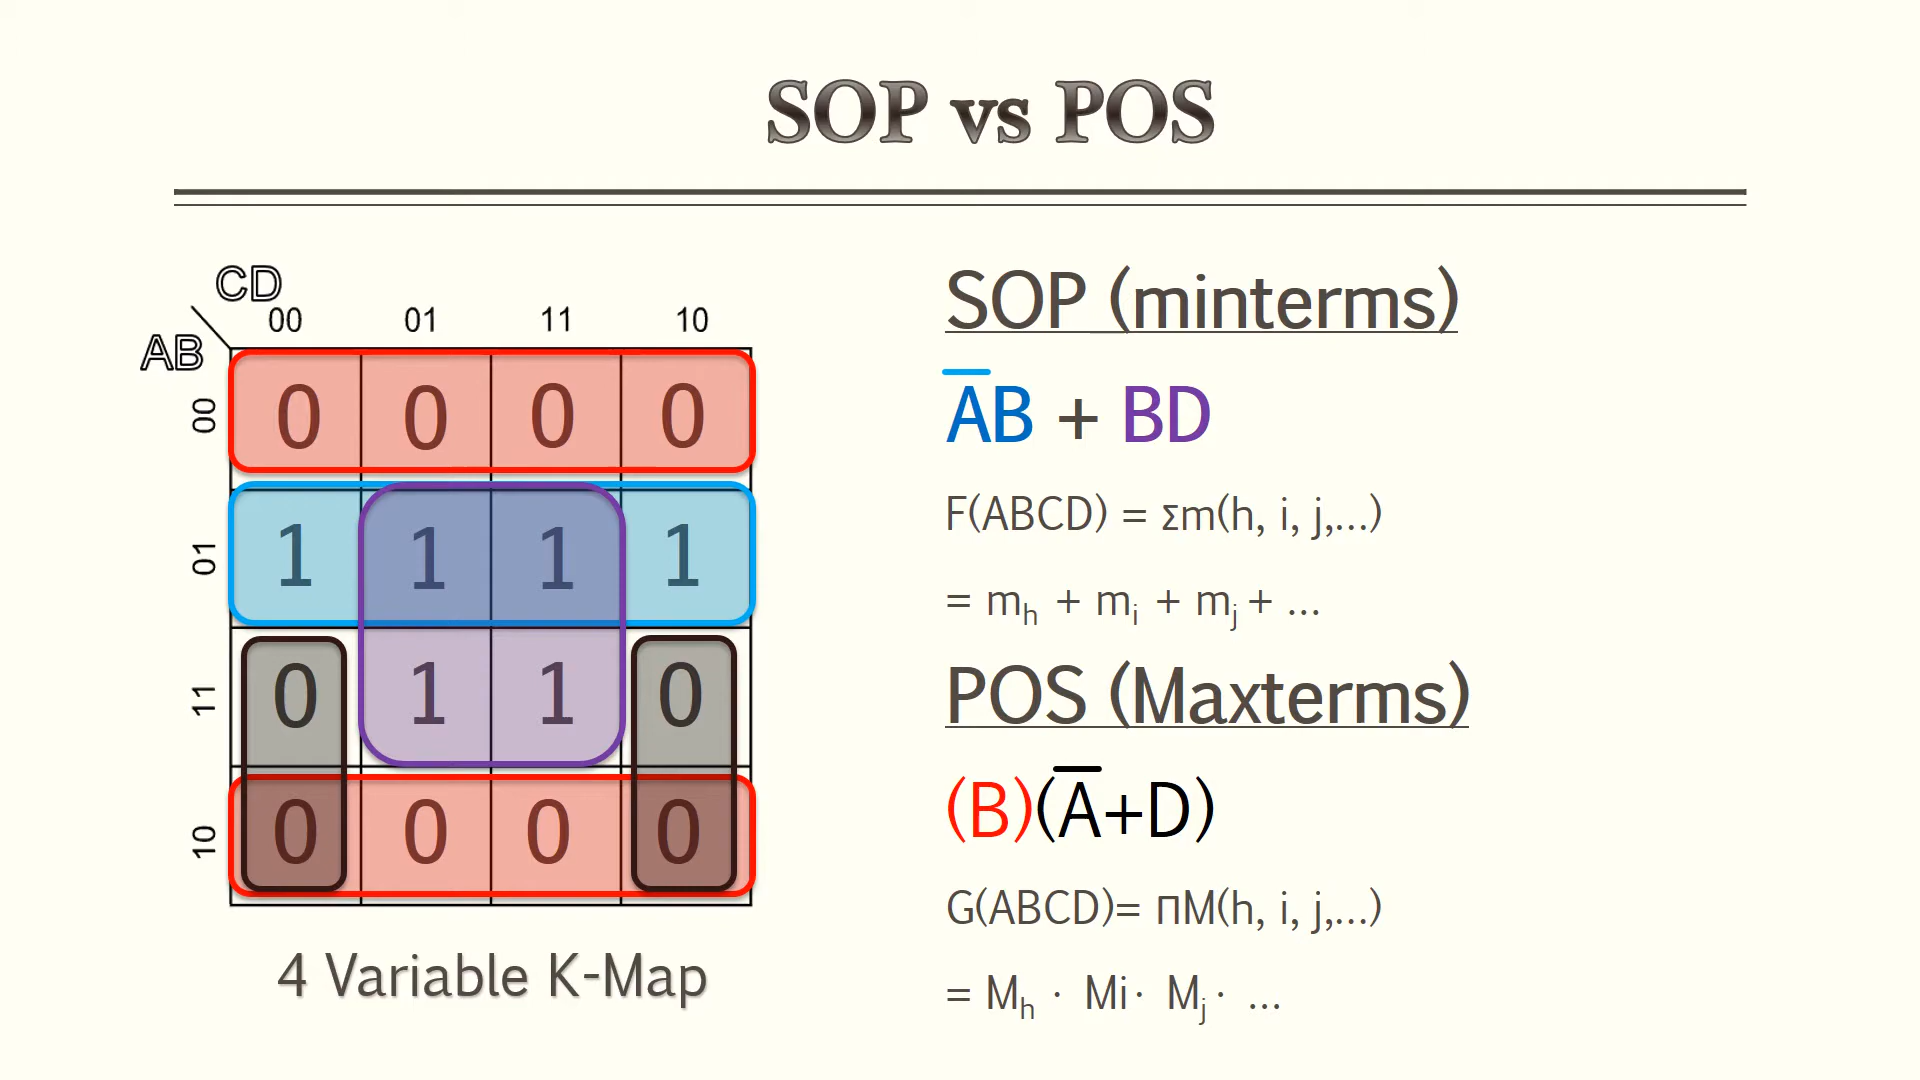 SOP vs POS
CD
00 01 11 10
AB
00 0 0 0 0
01 1 1 1 1
11 0 1 1 0
10 0 0 0 0
4 Variable K-Map
SOP (minterms)
A̅B + BD
F(ABCD) = Σm(h, i, j,...)
= mₕ + mᵢ + mⱼ + ...
POS (Maxterms)
(B)(A̅+D)
G(ABCD)= ΠM(h, i, j,...)
= Mₕ · Mi · Mⱼ · ...